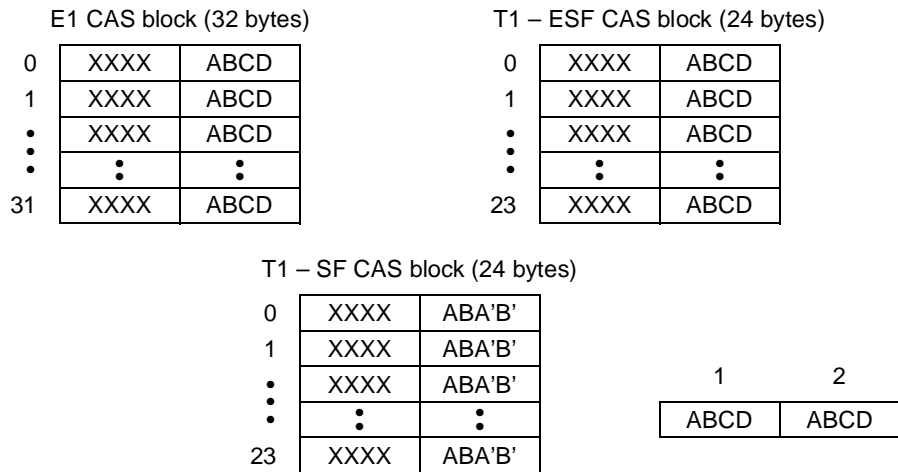 E1 CAS block (32 bytes)
0 XXXX ABCD
1 XXXX ABCD
XXXX ABCD
31 XXXX ABCD
T1 – ESF CAS block (24 bytes)
0 XXXX ABCD
1 XXXX ABCD
XXXX ABCD
23 XXXX ABCD
T1 – SF CAS block (24 bytes)
0 XXXX ABA'B'
1 XXXX ABA'B'
XXXX ABA'B'
23 XXXX ABA'B'
1 2
ABCD ABCD